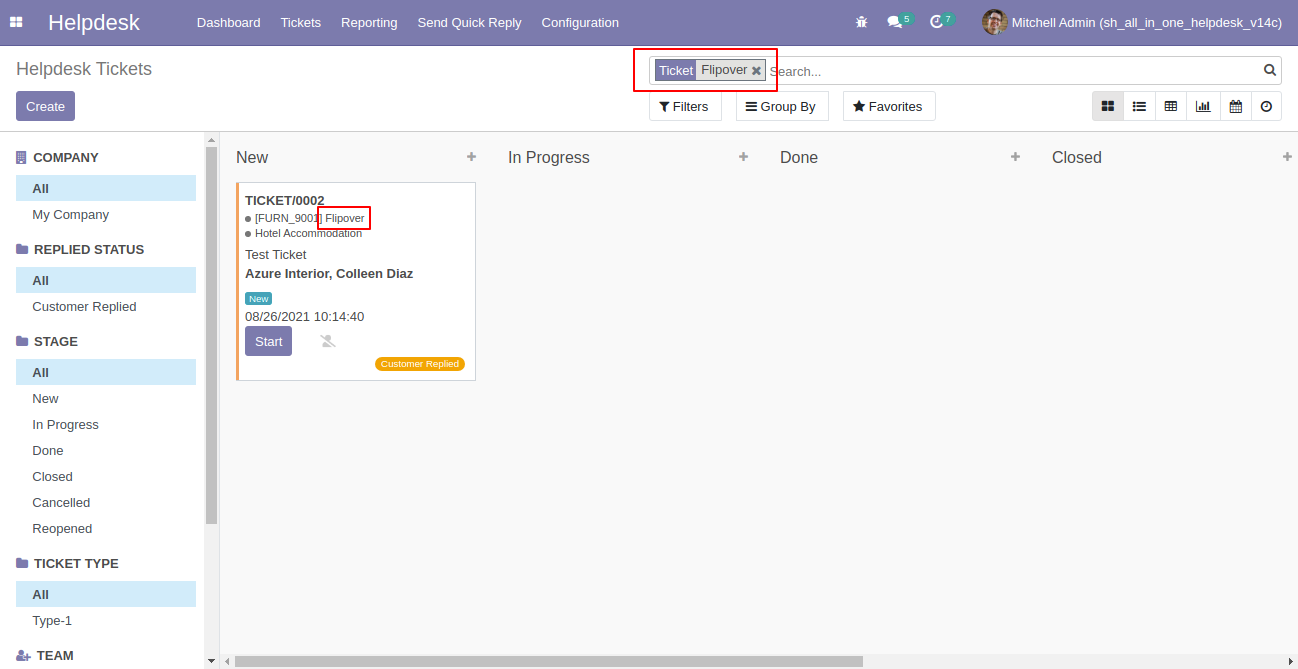 Helpdesk Dashboard Tickets Reporting Send Quick Reply Configuration 5 7 Mitchell Admin (sh_all_in_one_helpdesk_v14c)
Helpdesk Tickets
Ticket Flipover Search...
Create
Filters Group By Favorites
COMPANY
All
My Company
REPLIED STATUS
All
Customer Replied
STAGE
All
New
In Progress
Done
Closed
Cancelled
Reopened
TICKET TYPE
All
Type-1
TEAM
New In Progress Done Closed
TICKET/0002
[FURN_9001] Flipover
Hotel Accommodation
Test Ticket
Azure Interior, Colleen Diaz
New
08/26/2021 10:14:40
Start
Customer Replied